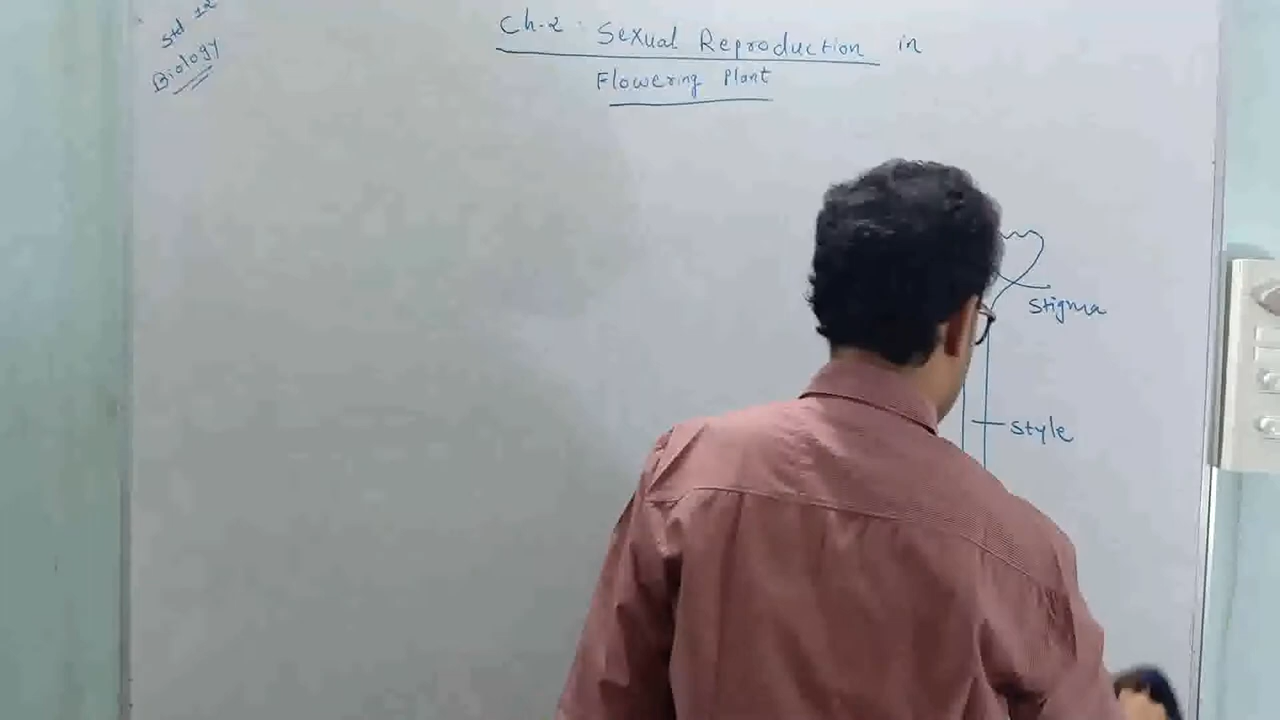 Std 12
Biology
Ch-2 : Sexual Reproduction in
Flowering Plant
Stigma
Style